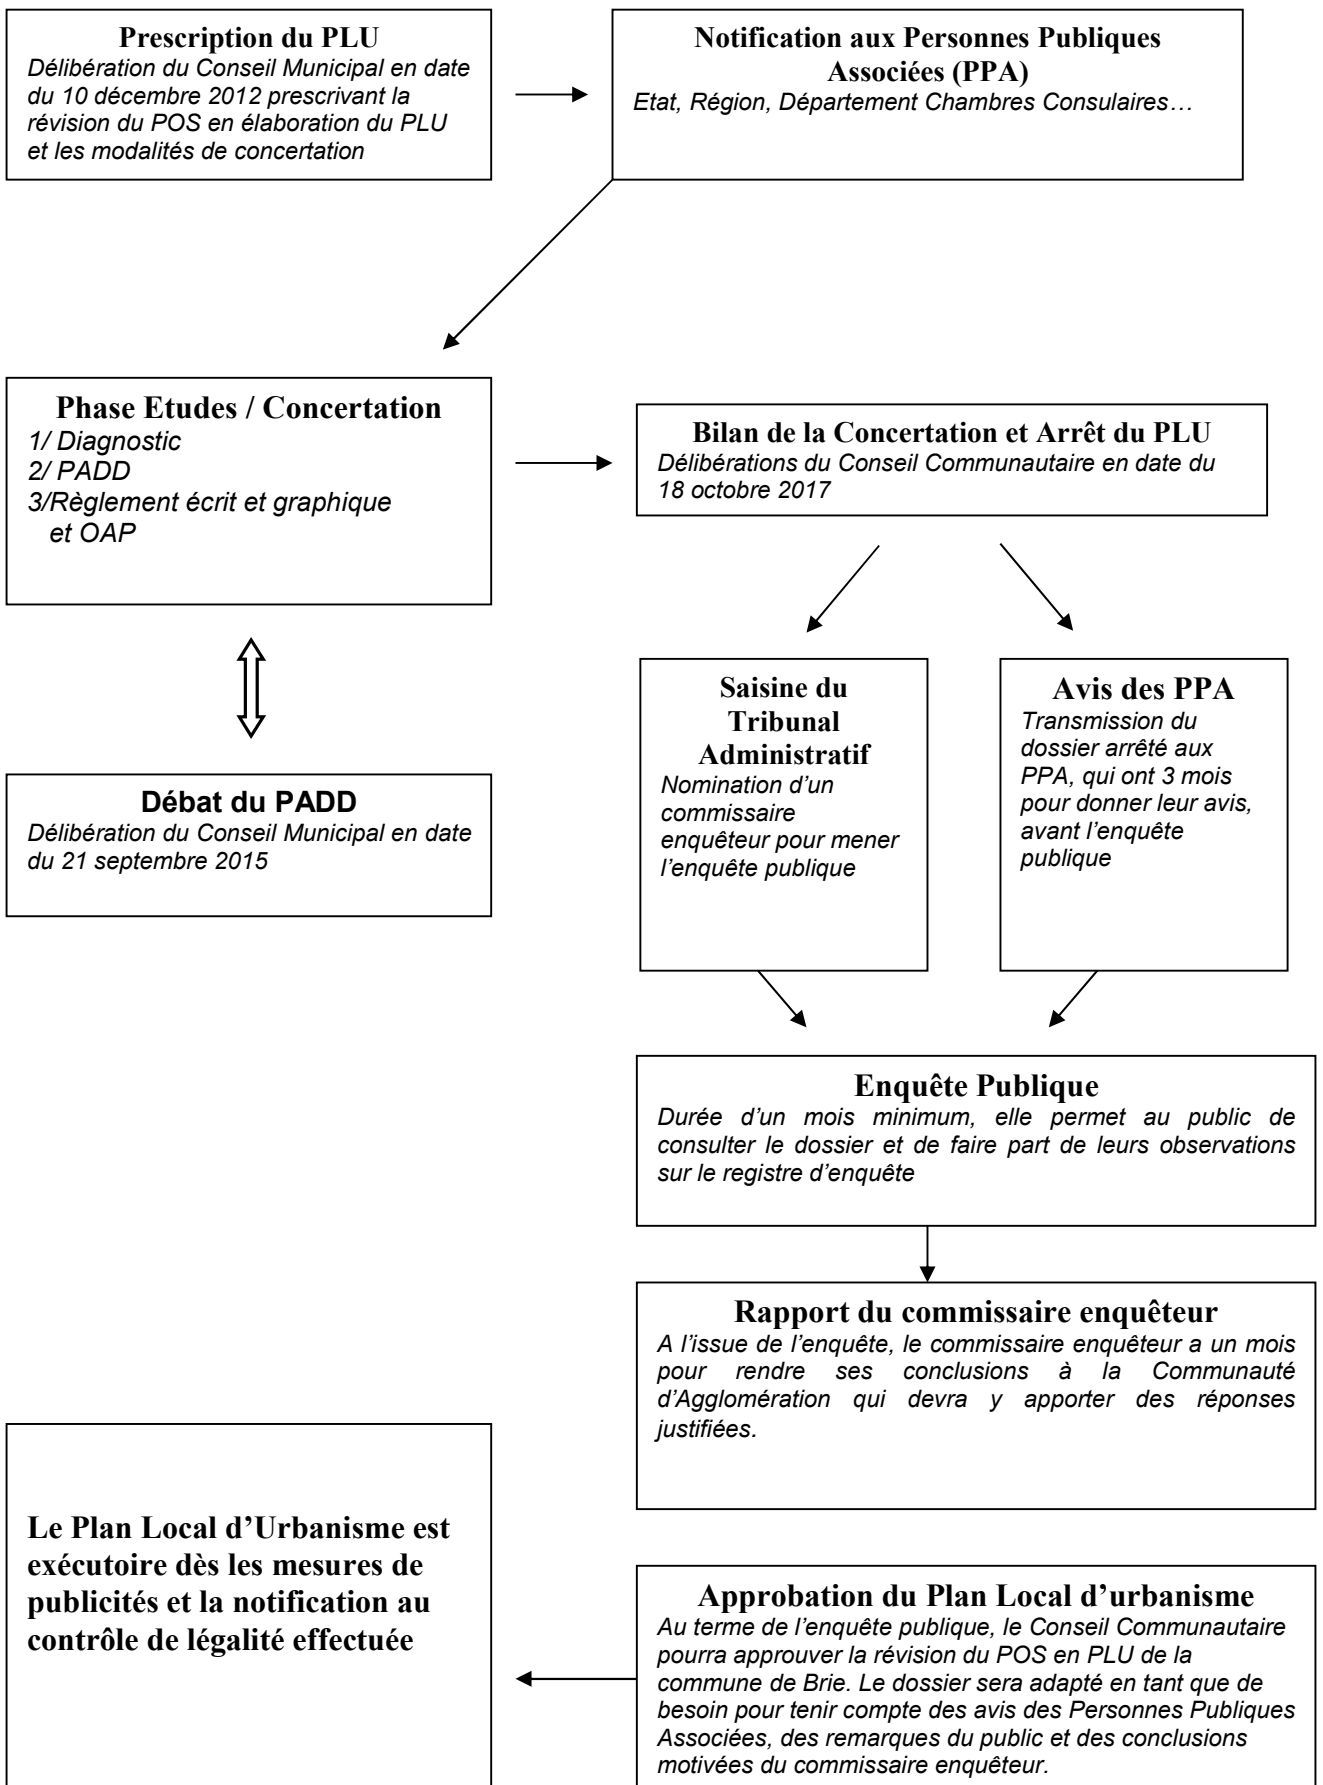 Prescription du PLU
Délibération du Conseil Municipal en date
du 10 décembre 2012 prescrivant la
révision du POS en élaboration du PLU
et les modalités de concertation
Notification aux Personnes Publiques
Associées (PPA)
Etat, Région, Département Chambres Consulaires…
Phase Etudes / Concertation
1/ Diagnostic
2/ PADD
3/Règlement écrit et graphique
et OAP
Bilan de la Concertation et Arrêt du PLU
Délibérations du Conseil Communautaire en date du
18 octobre 2017
Débat du PADD
Délibération du Conseil Municipal en date
du 21 septembre 2015
Saisine du
Tribunal
Administratif
Nomination d’un
commissaire
enquêteur pour mener
l’enquête publique
Avis des PPA
Transmission du
dossier arrêté aux
PPA, qui ont 3 mois
pour donner leur avis,
avant l’enquête
publique
Enquête Publique
Durée d’un mois minimum, elle permet au public de
consulter le dossier et de faire part de leurs observations
sur le registre d’enquête
Rapport du commissaire enquêteur
A l’issue de l’enquête, le commissaire enquêteur a un mois
pour rendre ses conclusions à la Communauté
d’Agglomération qui devra y apporter des réponses
justifiées.
Approbation du Plan Local d’urbanisme
Au terme de l’enquête publique, le Conseil Communautaire
pourra approuver la révision du POS en PLU de la
commune de Brie. Le dossier sera adapté en tant que de
besoin pour tenir compte des avis des Personnes Publiques
Associées, des remarques du public et des conclusions
motivées du commissaire enquêteur.
Le Plan Local d’Urbanisme est
exécutoire dès les mesures de
publicités et la notification au
contrôle de légalité effectuée